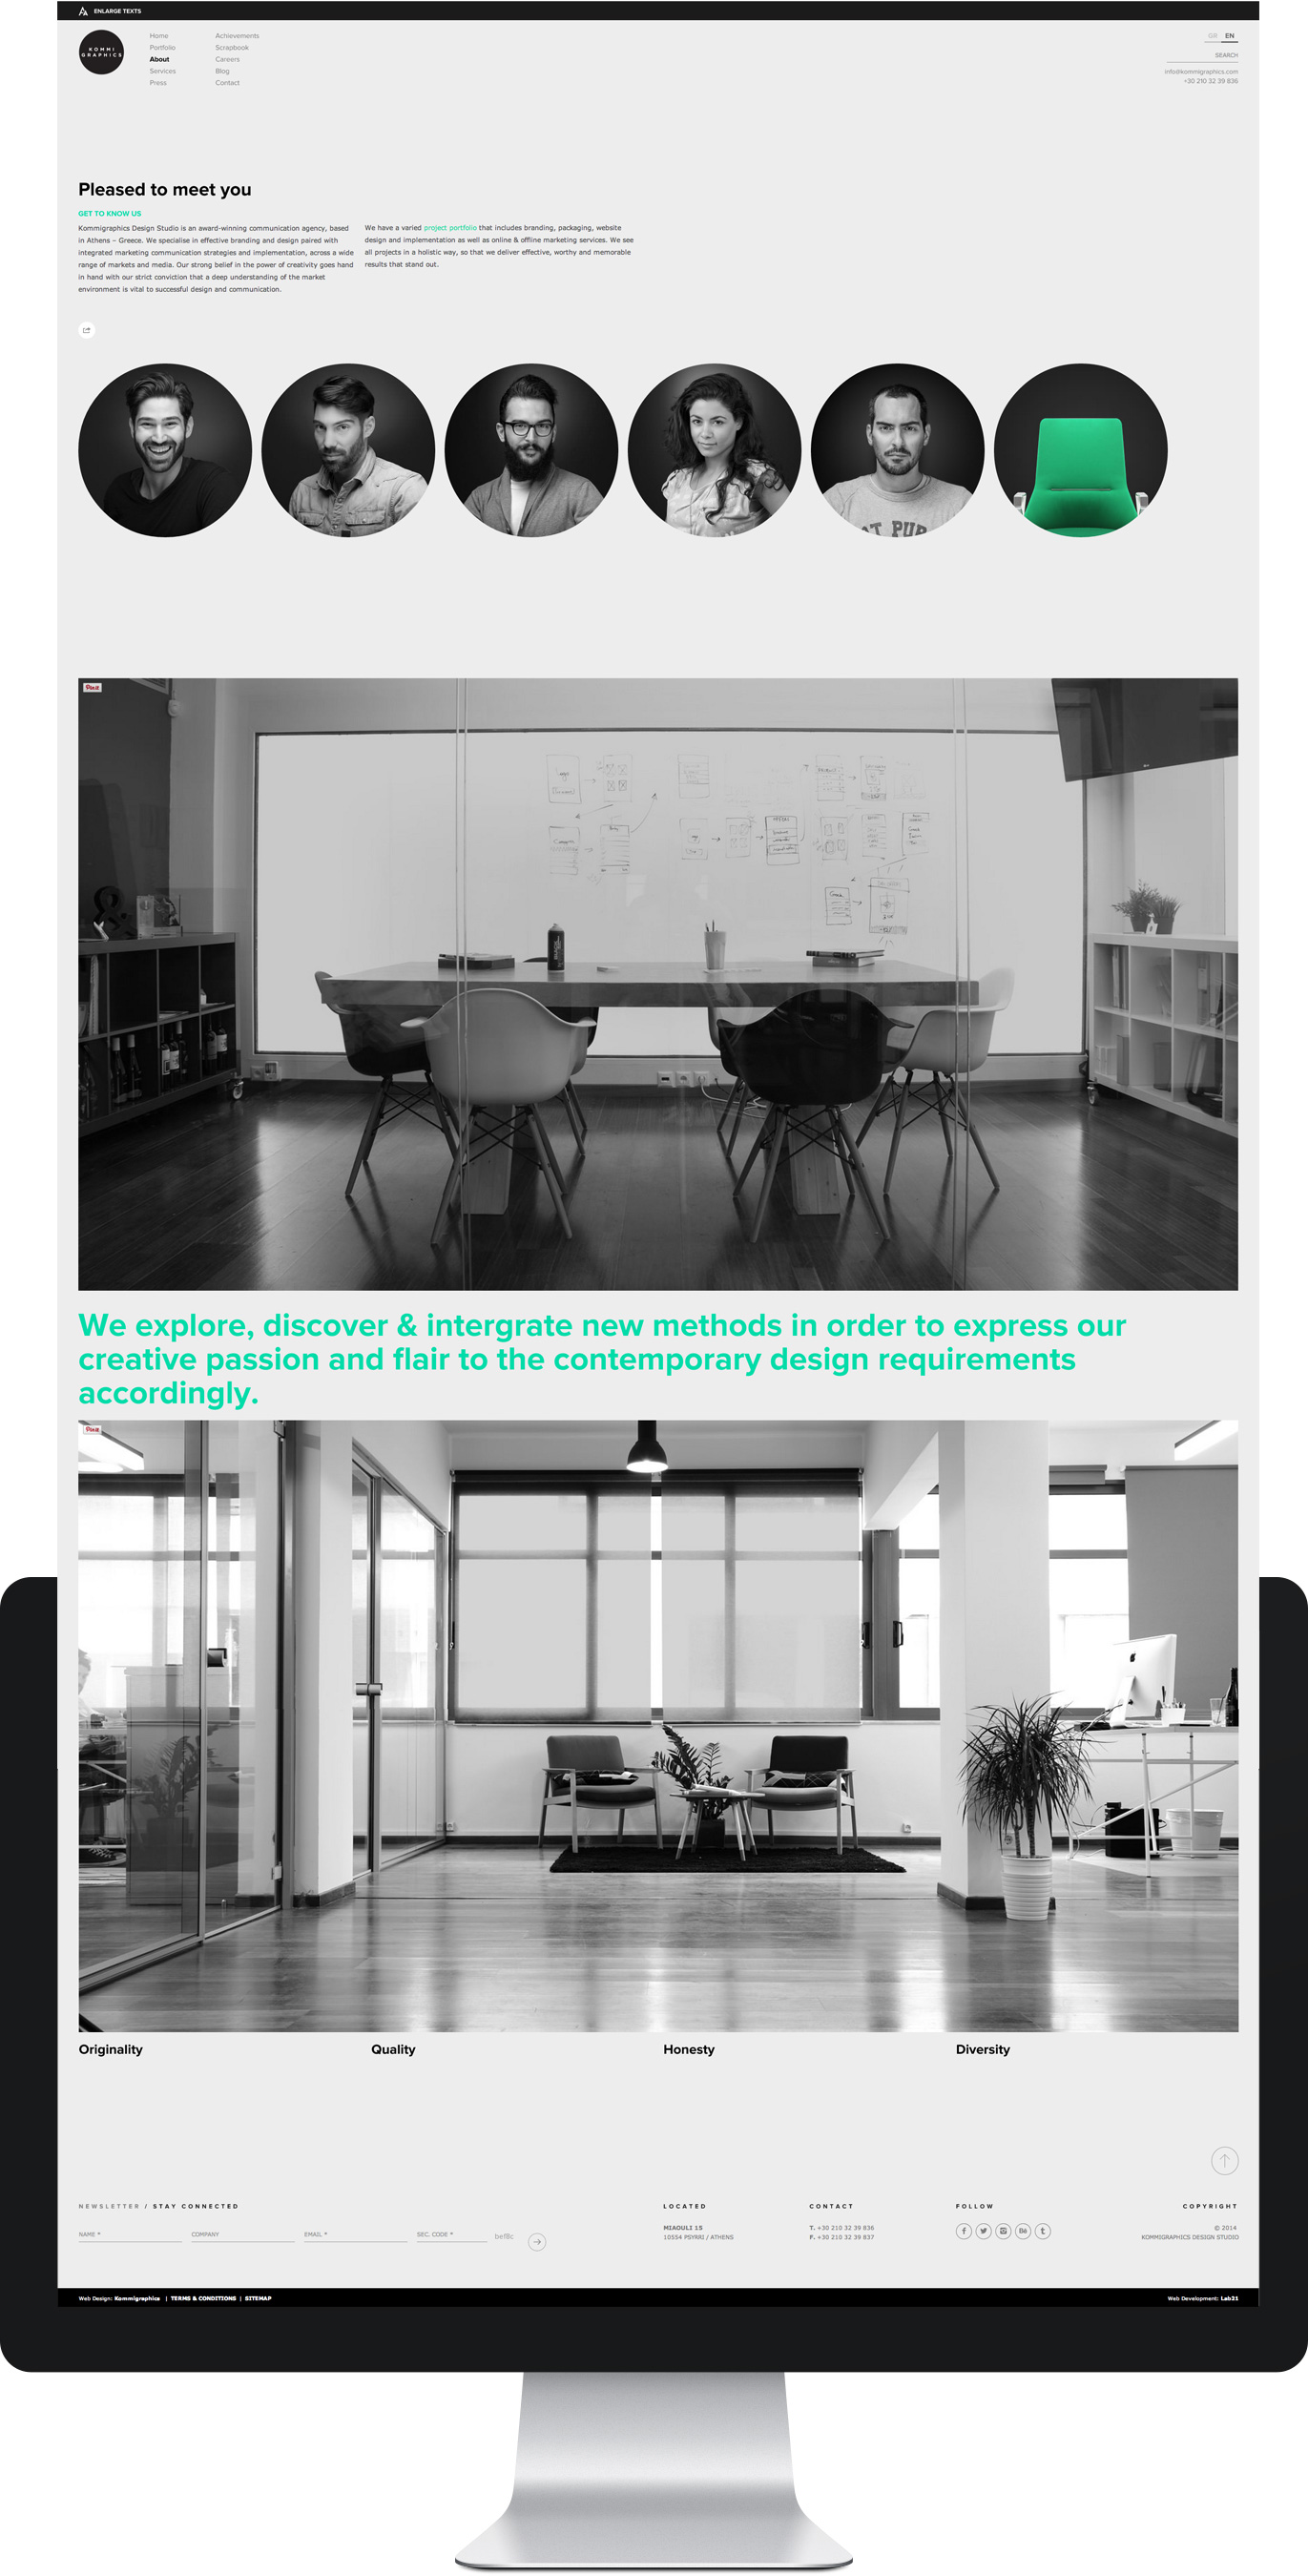 ENLARGE TEXTS
KOMMI
GRAPHICS
Home
Portfolio
About
Services
Press
Achievements
Scrapbook
Careers
Blog
Contact
GR EN
SEARCH
info@kommigraphics.com
+30 210 32 39 836
Pleased to meet you
GET TO KNOW US
Kommigraphics Design Studio is an award-winning communication agency, based
in Athens – Greece. We specialise in effective branding and design paired with
integrated marketing communication strategies and implementation, across a wide
range of markets and media. Our strong belief in the power of creativity goes hand
in hand with our strict conviction that a deep understanding of the market
environment is vital to successful design and communication.
We have a varied project portfolio that includes branding, packaging, website
design and implementation as well as online & offline marketing services. We see
all projects in a holistic way, so that we deliver effective, worthy and memorable
results that stand out.
AT PUR
Pin it
&
We explore, discover & intergrate new methods in order to express our
creative passion and flair to the contemporary design requirements
accordingly.
Pin it
Originality
Quality
Honesty
Diversity
NEWSLETTER / STAY CONNECTED
NAME *
COMPANY
EMAIL *
SEC. CODE *
bef8c
LOCATED
MIAOULI 15
10554 PSYRRI / ATHENS
CONTACT
T. +30 210 32 39 836
F. +30 210 32 39 837
FOLLOW
COPYRIGHT
© 2014
KOMMIGRAPHICS DESIGN STUDIO
Web Design: Kommigraphics | TERMS & CONDITIONS | SITEMAP
Web Development: Lab21